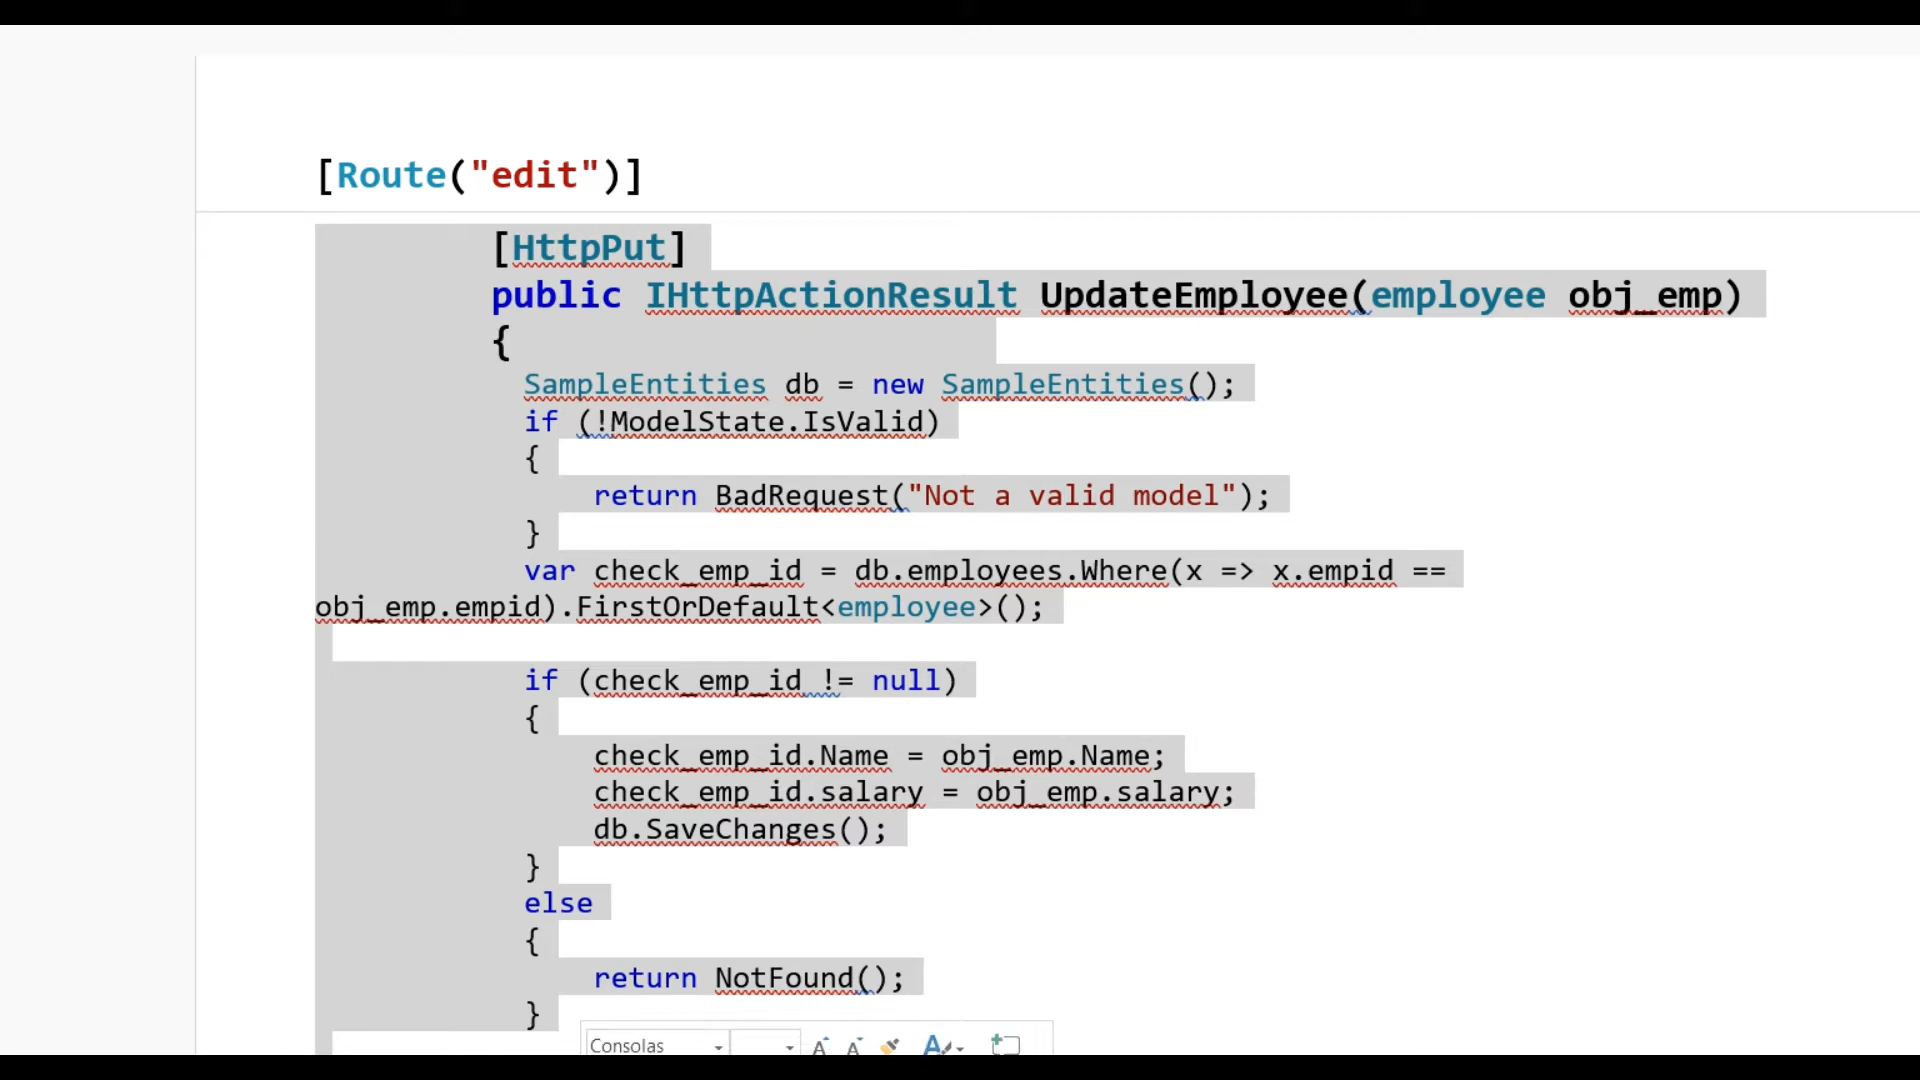 [Route("edit")]
[HttpPut]
public IHttpActionResult UpdateEmployee(employee obj_emp)
{
SampleEntities db = new SampleEntities();
if (!ModelState.IsValid)
{
return BadRequest("Not a valid model");
}
var check_emp_id = db.employees.Where(x => x.empid ==
obj_emp.empid).FirstOrDefault<employee>();
if (check_emp_id != null)
{
check_emp_id.Name = obj_emp.Name;
check_emp_id.salary = obj_emp.salary;
db.SaveChanges();
}
else
{
return NotFound();
}
Consolas